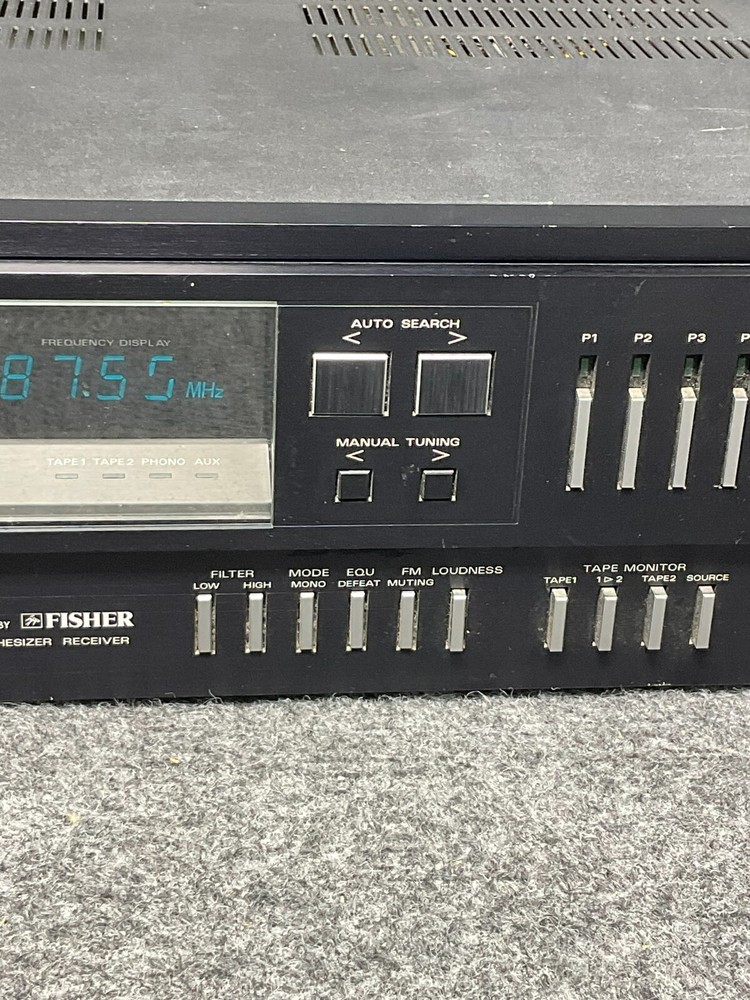 AUTO SEARCH
< >
FREQUENCY DISPLAY
87.50 MHz
P1 P2 P3 P
MANUAL TUNING
< >
TAPE1 TAPE2 PHONO AUX
FILTER
LOW HIGH
MODE
MONO
EQU
DEFEAT
FM
MUTING
LOUDNESS
TAPE MONITOR
TAPE1 1▷2 TAPE2 SOURCE
BY FISHER
HESIZER RECEIVER